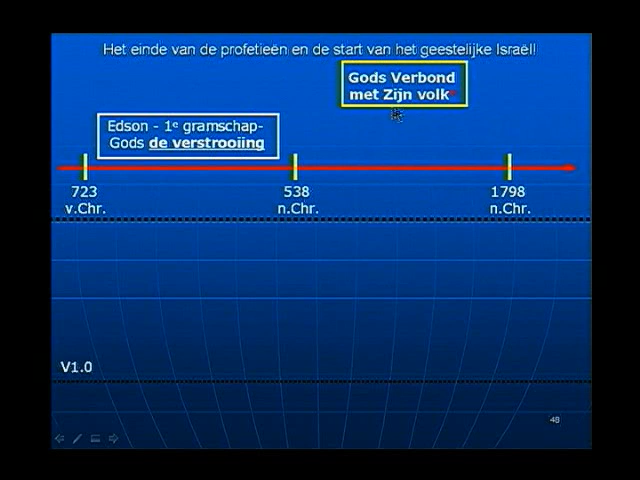 Het einde van de profetieën en de start van het geestelijke Israël!
Gods Verbond
met Zijn volk
Edson - 1e gramschap-
Gods de verstrooiing
723
v.Chr.
538
n.Chr.
1798
n.Chr.
V1.0
48